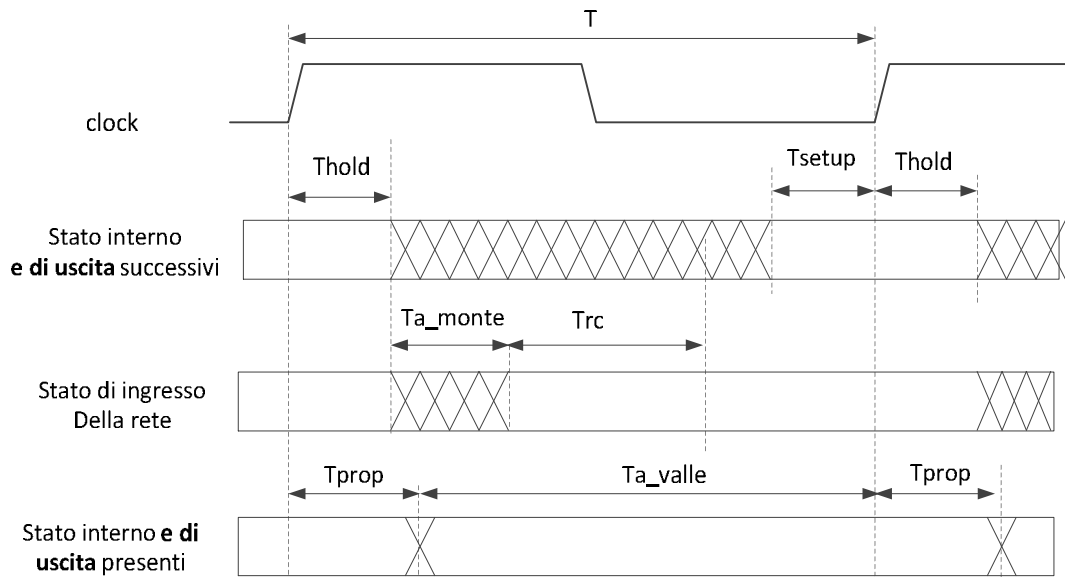 T
clock
Thold
Tsetup
Thold
Stato interno
e di uscita successivi
Ta_monte
Trc
Stato di ingresso
Della rete
Tprop
Ta_valle
Tprop
Stato interno e di
uscita presenti